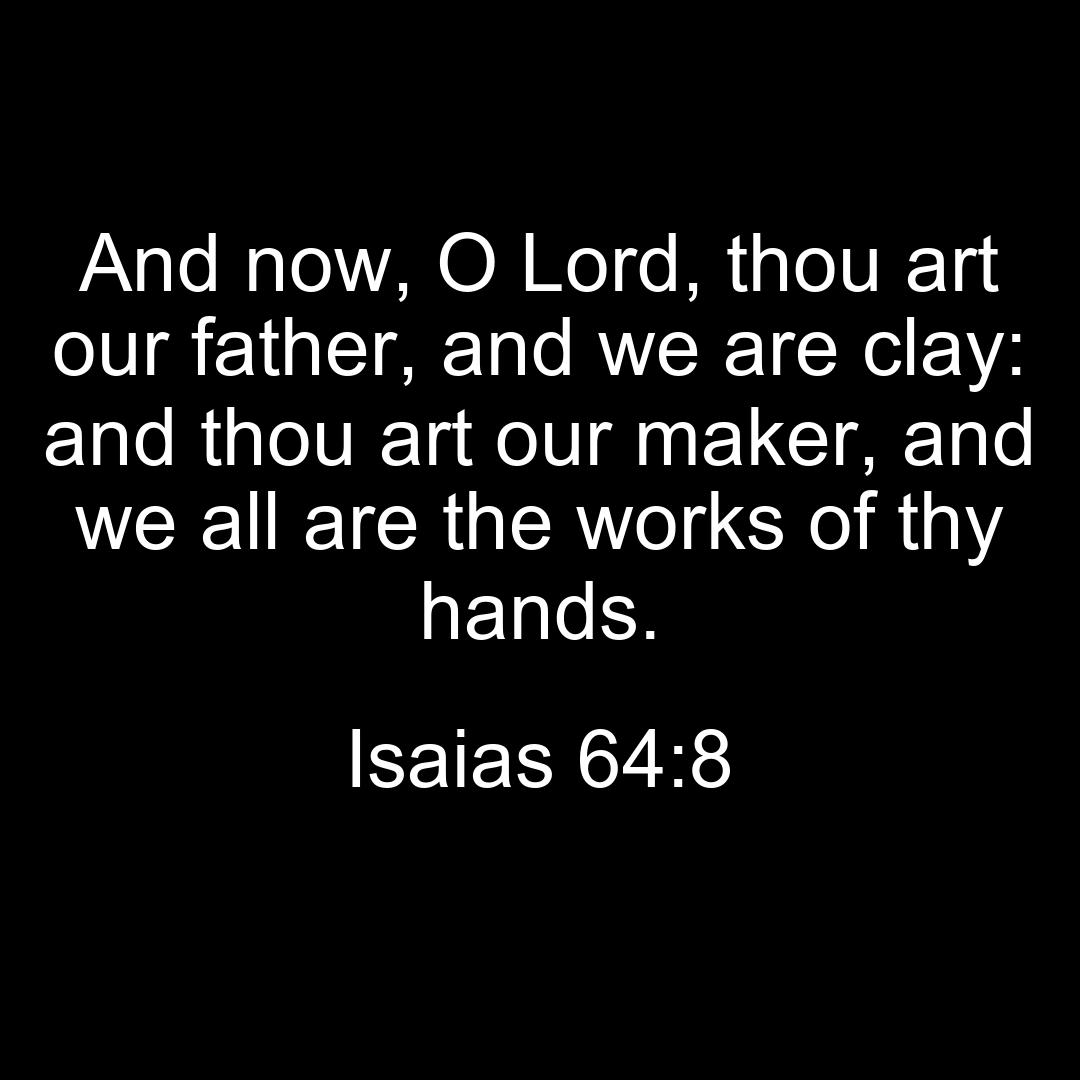 And now, O Lord, thou art
our father, and we are clay:
and thou art our maker, and
we all are the works of thy
hands.
Isaias 64:8